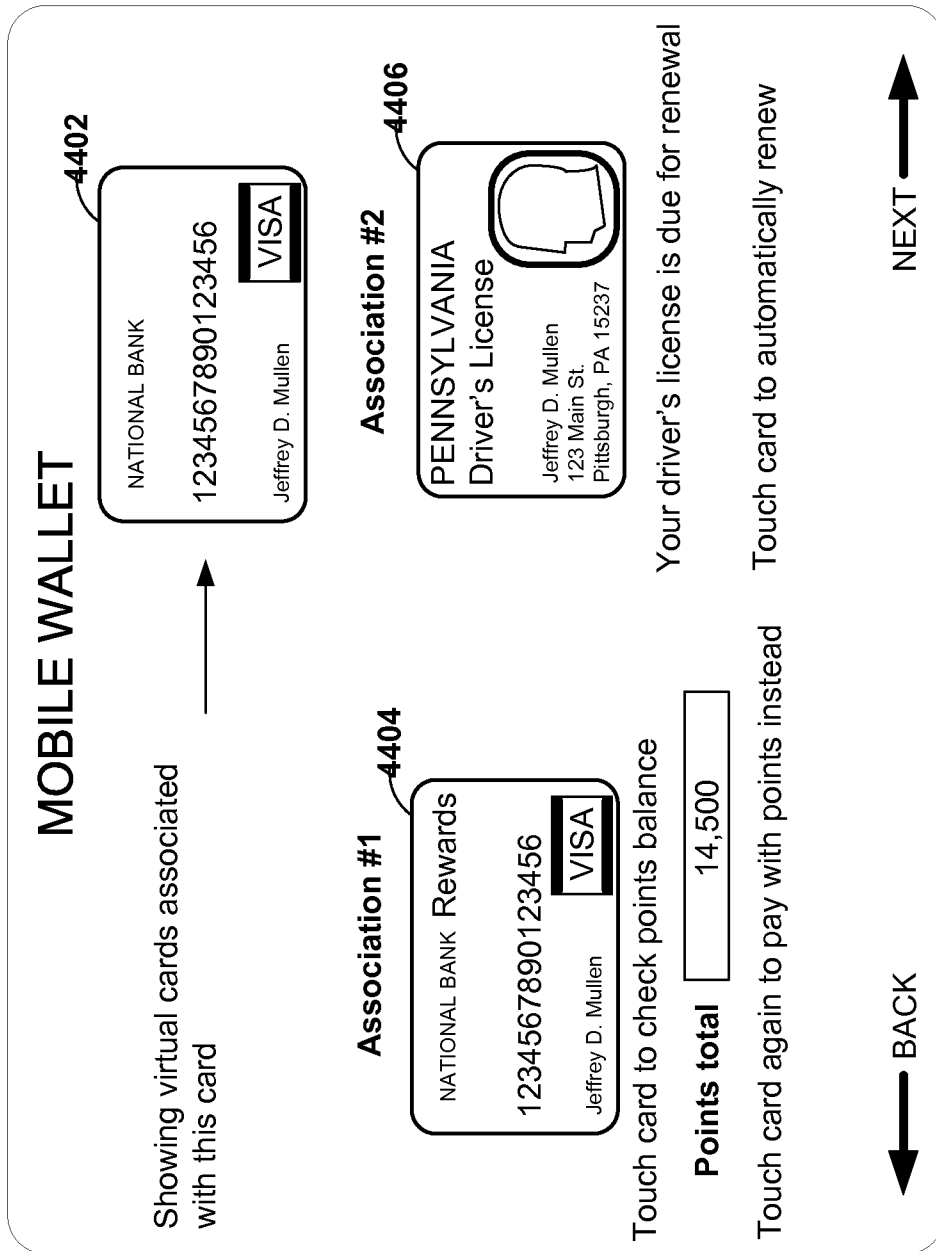 MOBILE WALLET
Showing virtual cards associated
with this card
4402
NATIONAL BANK
1234567890123456
Jeffrey D. Mullen
VISA
Association #1
4404
NATIONAL BANK Rewards
1234567890123456
Jeffrey D. Mullen
VISA
Touch card to check points balance
Points total 14,500
Touch card again to pay with points instead
Association #2
4406
PENNSYLVANIA
Driver's License
Jeffrey D. Mullen
123 Main St.
Pittsburgh, PA 15237
Your driver's license is due for renewal
Touch card to automatically renew
BACK
NEXT